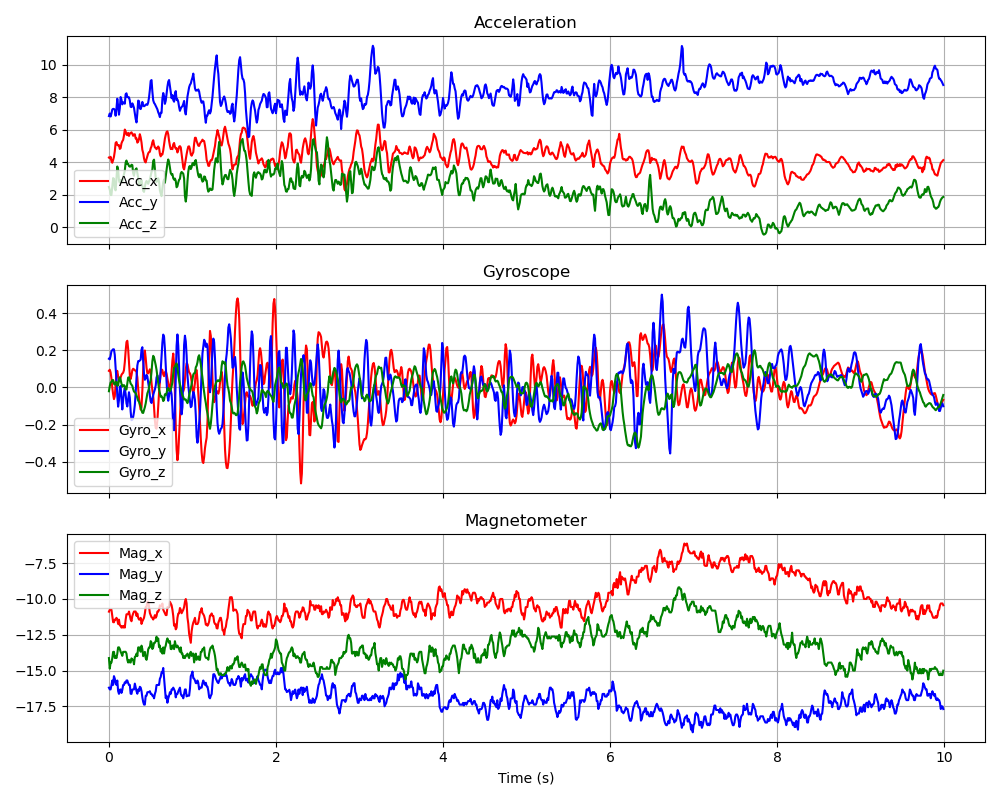 Acceleration
10
8
6
4
2
0
Acc_x
Acc_y
Acc_z
Gyroscope
0.4
0.2
0.0
−0.2
−0.4
Gyro_x
Gyro_y
Gyro_z
Magnetometer
−7.5
−10.0
−12.5
−15.0
−17.5
Mag_x
Mag_y
Mag_z
0 2 4 6 8 10
Time (s)